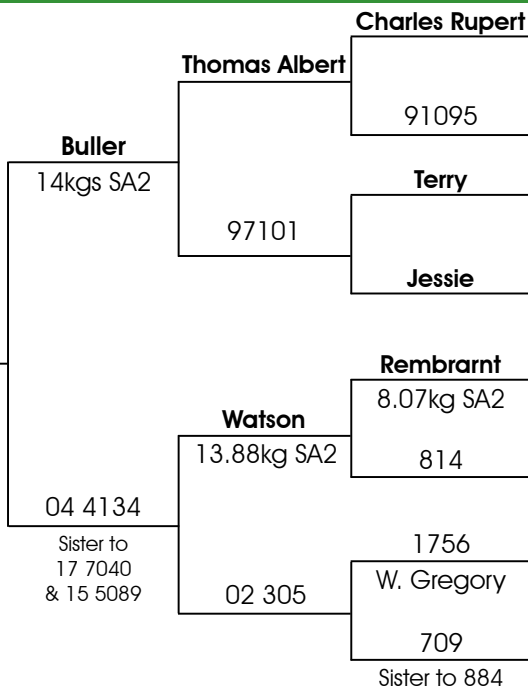 Charles Rupert
Thomas Albert
91095
Buller
14kgs SA2
Terry
97101
Jessie
Rembrarnt
8.07kg SA2
Watson
13.88kg SA2
814
04 4134
Sister to
17 7040
& 15 5089
1756
W. Gregory
02 305
709
Sister to 884